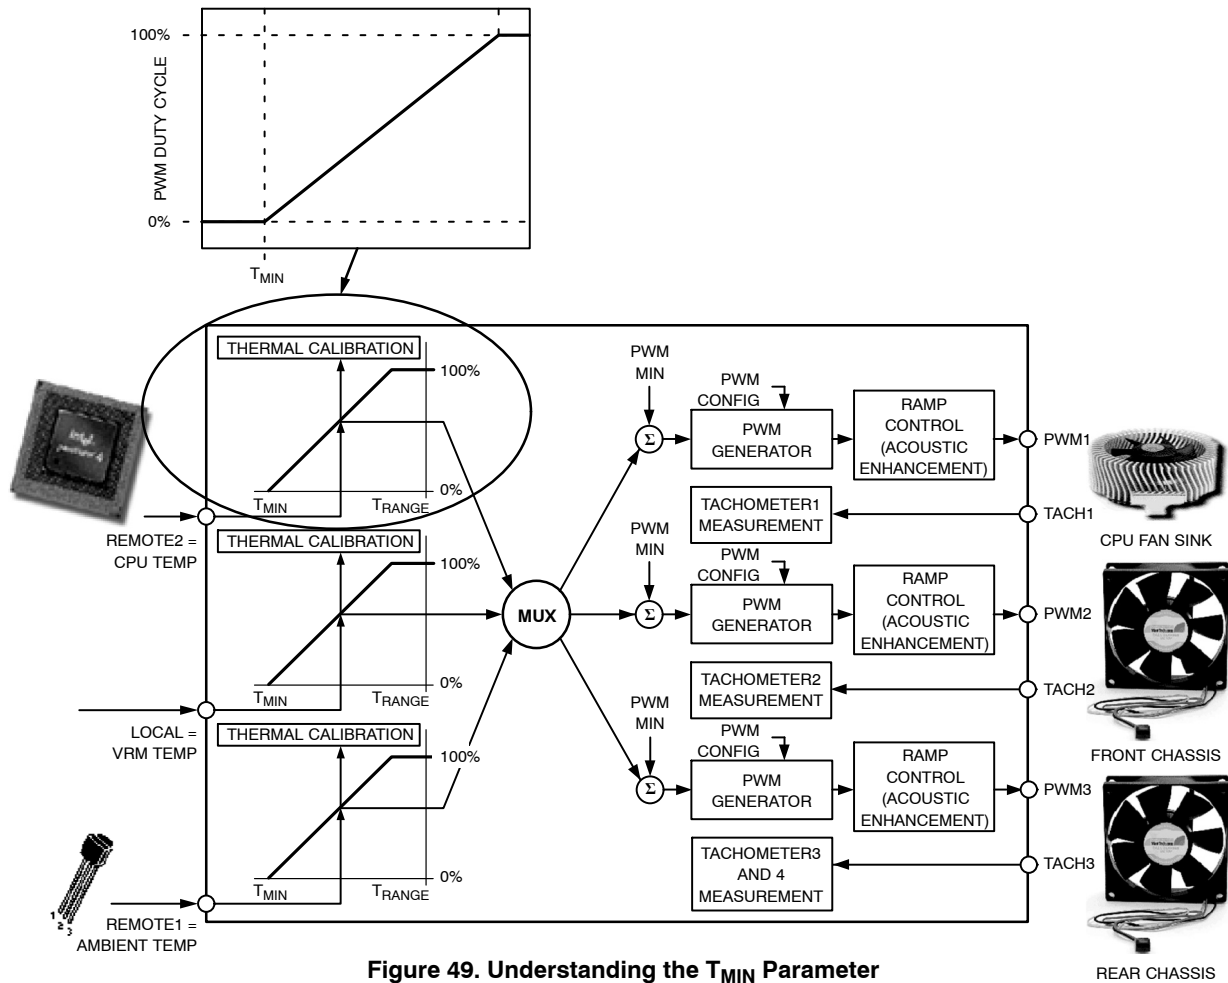 100%
PWM DUTY CYCLE
0%
TMIN
THERMAL CALIBRATION
100%
0%
TMIN
TRANGE
REMOTE2 =
CPU TEMP
THERMAL CALIBRATION
100%
0%
TMIN
TRANGE
LOCAL =
VRM TEMP
THERMAL CALIBRATION
100%
0%
TMIN
TRANGE
REMOTE1 =
AMBIENT TEMP
1
2
3
intel
MUX
PWM
MIN
Σ
PWM
CONFIG
PWM
GENERATOR
RAMP
CONTROL
(ACOUSTIC
ENHANCEMENT)
PWM1
TACHOMETER1
MEASUREMENT
TACH1
CPU FAN SINK
PWM
MIN
Σ
PWM
CONFIG
PWM
GENERATOR
RAMP
CONTROL
(ACOUSTIC
ENHANCEMENT)
PWM2
TACHOMETER2
MEASUREMENT
TACH2
FRONT CHASSIS
PWM
MIN
Σ
PWM
CONFIG
PWM
GENERATOR
RAMP
CONTROL
(ACOUSTIC
ENHANCEMENT)
PWM3
TACHOMETER3
AND 4
MEASUREMENT
TACH3
REAR CHASSIS
Figure 49. Understanding the TMIN Parameter